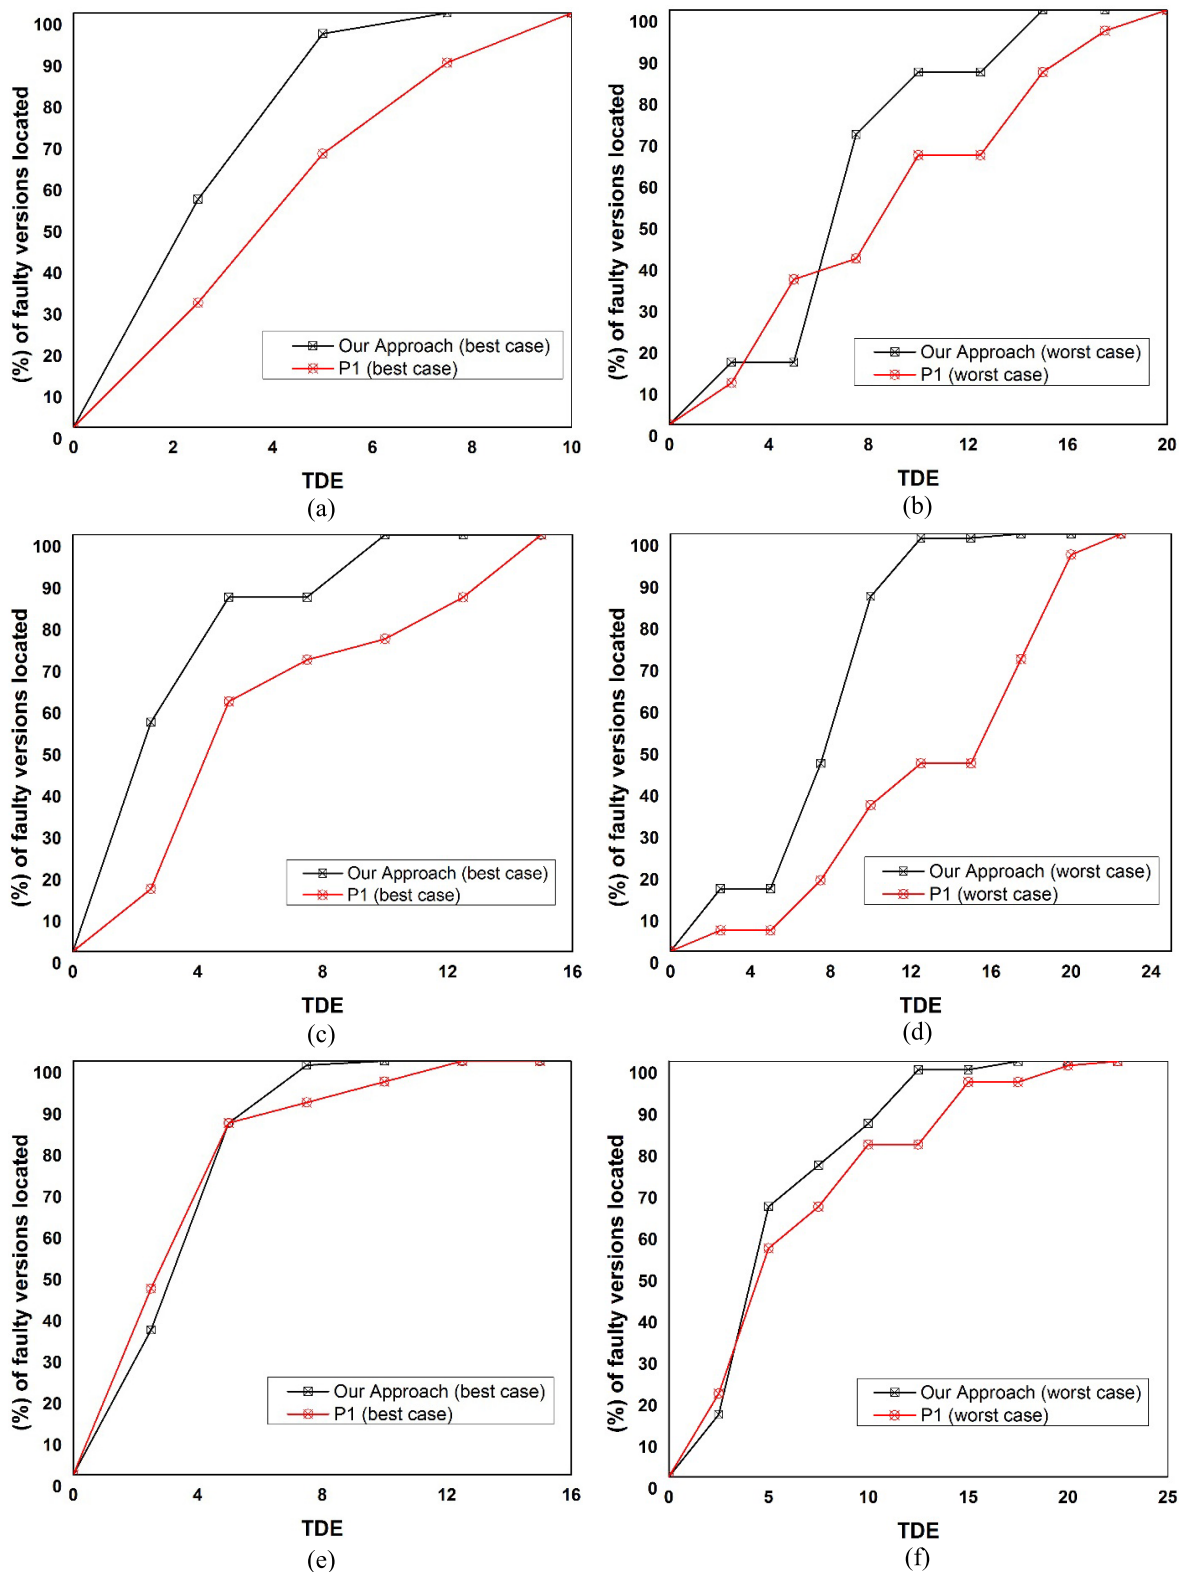 (%) of faulty versions located
100
90
80
70
60
50
40
30
20
10
0
Our Approach (best case)
P1 (best case)
0 2 4 6 8 10
TDE
(a)
(%) of faulty versions located
100
90
80
70
60
50
40
30
20
10
0
Our Approach (worst case)
P1 (worst case)
0 4 8 12 16 20
TDE
(b)
(%) of faulty versions located
100
90
80
70
60
50
40
30
20
10
0
Our Approach (best case)
P1 (best case)
0 4 8 12 16
TDE
(c)
(%) of faulty versions located
100
90
80
70
60
50
40
30
20
10
0
Our Approach (worst case)
P1 (worst case)
0 4 8 12 16 20 24
TDE
(d)
(%) of faulty versions located
100
90
80
70
60
50
40
30
20
10
0
Our Approach (best case)
P1 (best case)
0 4 8 12 16
TDE
(e)
(%) of faulty versions located
100
90
80
70
60
50
40
30
20
10
0
Our Approach (worst case)
P1 (worst case)
0 5 10 15 20 25
TDE
(f)